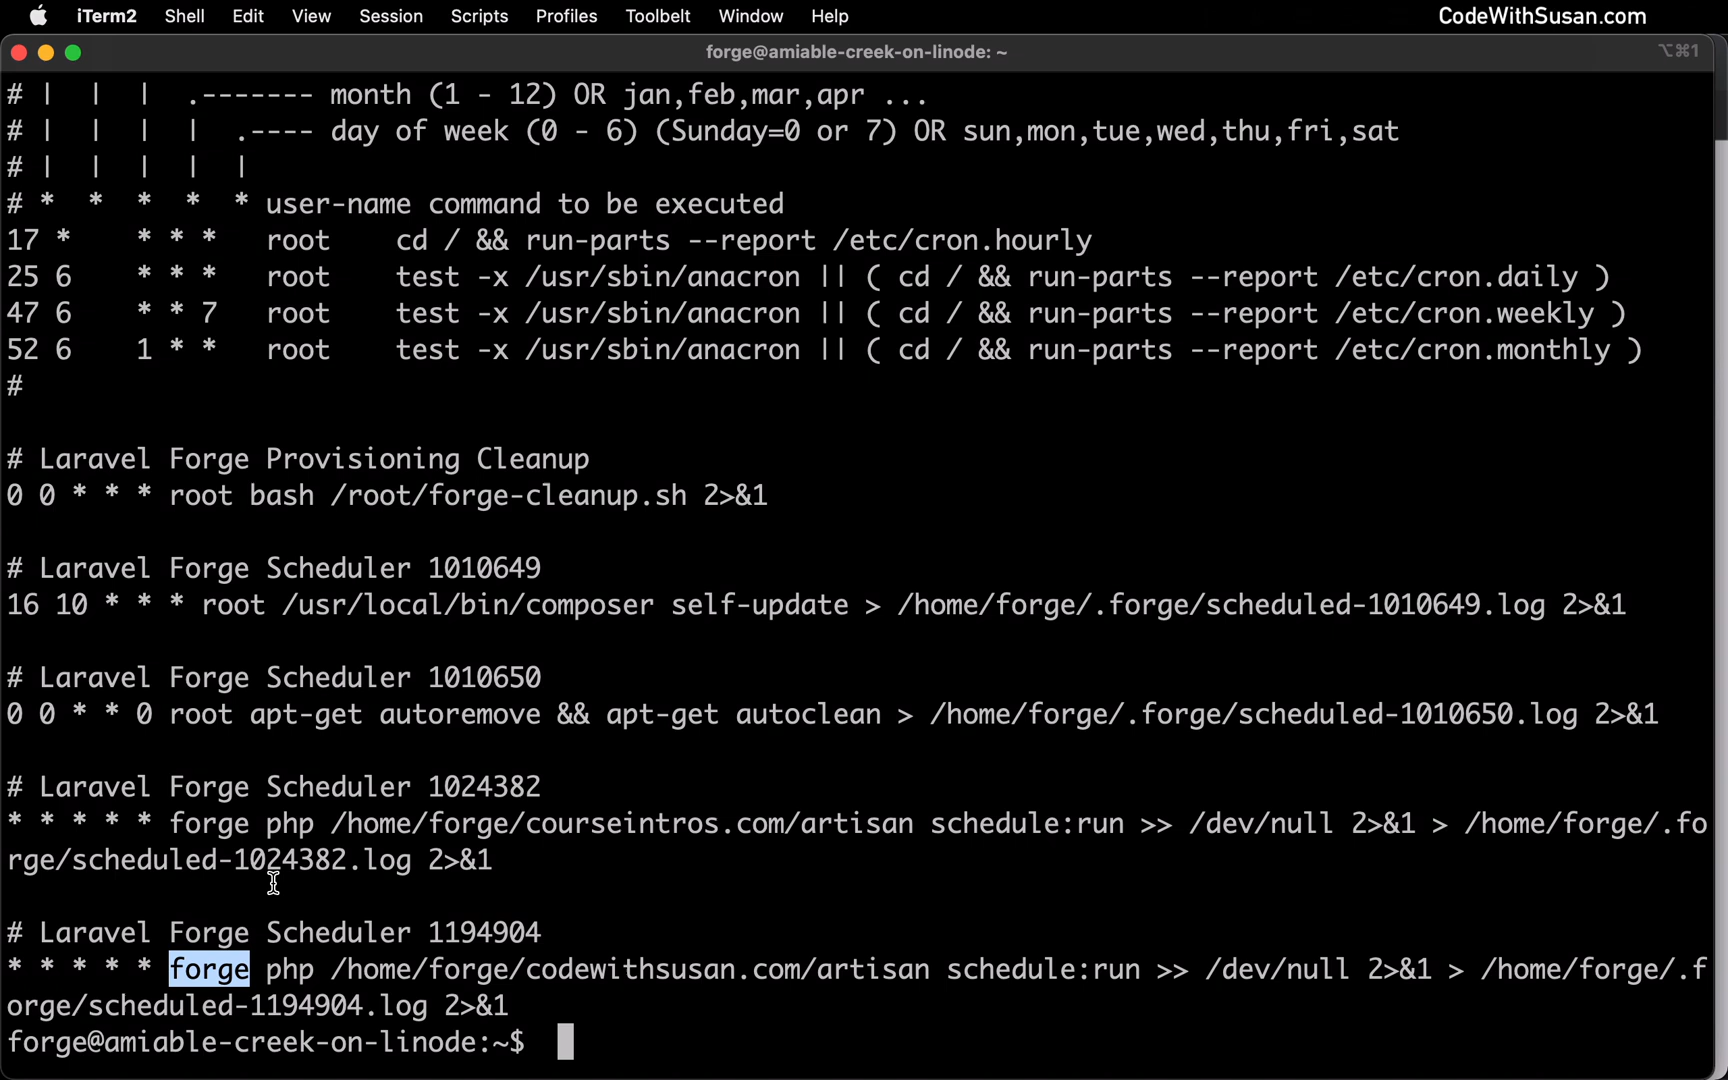 iTerm2 Shell Edit View Session Scripts Profiles Toolbelt Window Help CodeWithSusan.com
forge@amiable-creek-on-linode: ~ ⌥⌘1
# |  |  |  .------- month (1 - 12) OR jan,feb,mar,apr ...
# |  |  |  |  .---- day of week (0 - 6) (Sunday=0 or 7) OR sun,mon,tue,wed,thu,fri,sat
# |  |  |  |  |
# *  *  *  *  * user-name command to be executed
17 *    * * *   root    cd / && run-parts --report /etc/cron.hourly
25 6    * * *   root    test -x /usr/sbin/anacron || ( cd / && run-parts --report /etc/cron.daily )
47 6    * * 7   root    test -x /usr/sbin/anacron || ( cd / && run-parts --report /etc/cron.weekly )
52 6    1 * *   root    test -x /usr/sbin/anacron || ( cd / && run-parts --report /etc/cron.monthly )
#
# Laravel Forge Provisioning Cleanup
0 0 * * * root bash /root/forge-cleanup.sh 2>&1
# Laravel Forge Scheduler 1010649
16 10 * * * root /usr/local/bin/composer self-update > /home/forge/.forge/scheduled-1010649.log 2>&1
# Laravel Forge Scheduler 1010650
0 0 * * 0 root apt-get autoremove && apt-get autoclean > /home/forge/.forge/scheduled-1010650.log 2>&1
# Laravel Forge Scheduler 1024382
* * * * * forge php /home/forge/courseintros.com/artisan schedule:run >> /dev/null 2>&1 > /home/forge/.fo
rge/scheduled-1024382.log 2>&1
# Laravel Forge Scheduler 1194904
* * * * * forge php /home/forge/codewithsusan.com/artisan schedule:run >> /dev/null 2>&1 > /home/forge/.f
orge/scheduled-1194904.log 2>&1
forge@amiable-creek-on-linode:~$